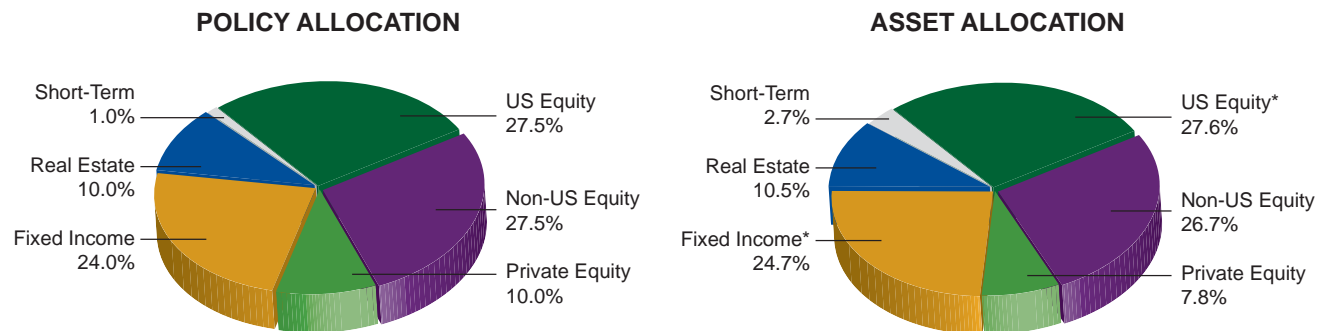 POLICY ALLOCATION
Short-Term
1.0%
US Equity
27.5%
Real Estate
10.0%
Non-US Equity
27.5%
Fixed Income
24.0%
Private Equity
10.0%
ASSET ALLOCATION
Short-Term
2.7%
US Equity*
27.6%
Real Estate
10.5%
Non-US Equity
26.7%
Fixed Income*
24.7%
Private Equity
7.8%